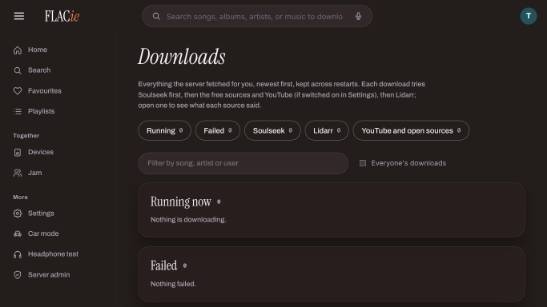 FLACie
Search songs, albums, artists, or music to downlo
T
Home
Search
Favourites
Playlists
Together
Devices
Jam
More
Settings
Car mode
Headphone test
Server admin
Downloads
Everything the server fetched for you, newest first, kept across restarts. Each download tries
Soulseek first, then the free sources and YouTube (if switched on in Settings), then Lidarr;
open one to see what each source said.
Running 0 Failed 0 Soulseek 0 Lidarr 0 YouTube and open sources 0
Filter by song, artist or user
Everyone's downloads
Running now 0
Nothing is downloading.
Failed 0
Nothing failed.